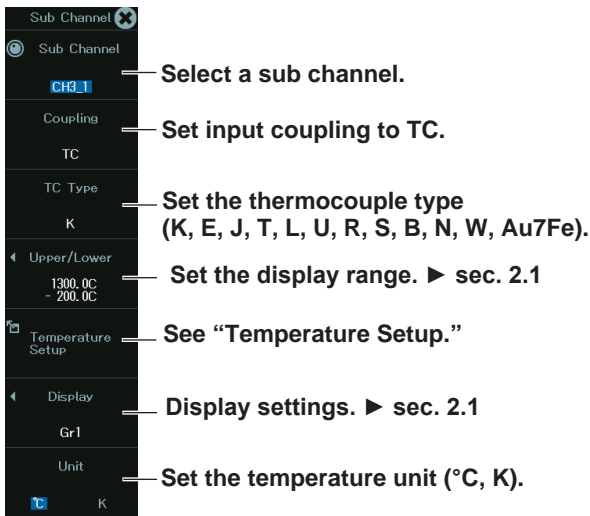 Sub Channel
Sub Channel
CH3_1
Select a sub channel.
Coupling
TC
Set input coupling to TC.
TC Type
K
Set the thermocouple type
(K, E, J, T, L, U, R, S, B, N, W, Au7Fe).
Upper/Lower
1300.0C
- 200.0C
Set the display range. ► sec. 2.1
Temperature
Setup
See “Temperature Setup.”
Display
Gr1
Display settings. ► sec. 2.1
Unit
°C K
Set the temperature unit (°C, K).